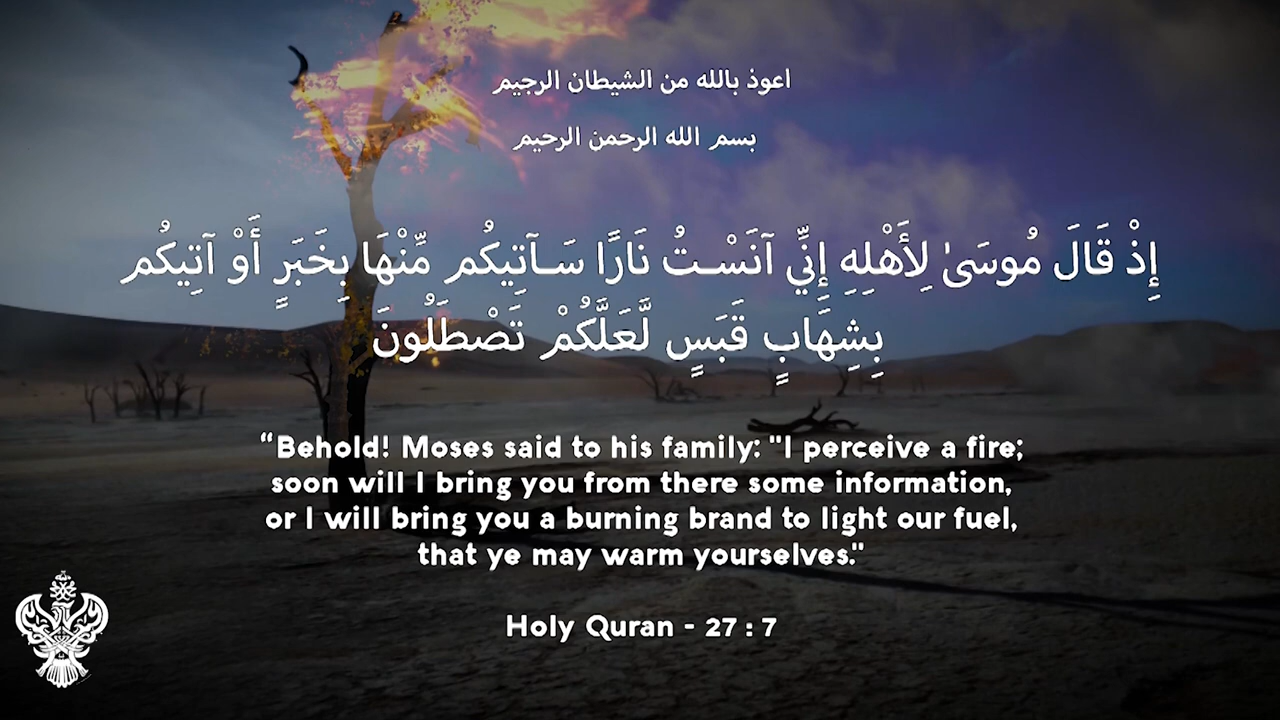 اعوذ بالله من الشيطان الرجيم
بسم الله الرحمن الرحيم
إِذْ قَالَ مُوسَىٰ لِأَهْلِهِ إِنِّي آنَسْتُ نَارًا سَآتِيكُم مِّنْهَا بِخَبَرٍ أَوْ آتِيكُم
بِشِهَابٍ قَبَسٍ لَّعَلَّكُمْ تَصْطَلُونَ
“Behold! Moses said to his family: "I perceive a fire;
soon will I bring you from there some information,
or I will bring you a burning brand to light our fuel,
that ye may warm yourselves."
Holy Quran - 27 : 7